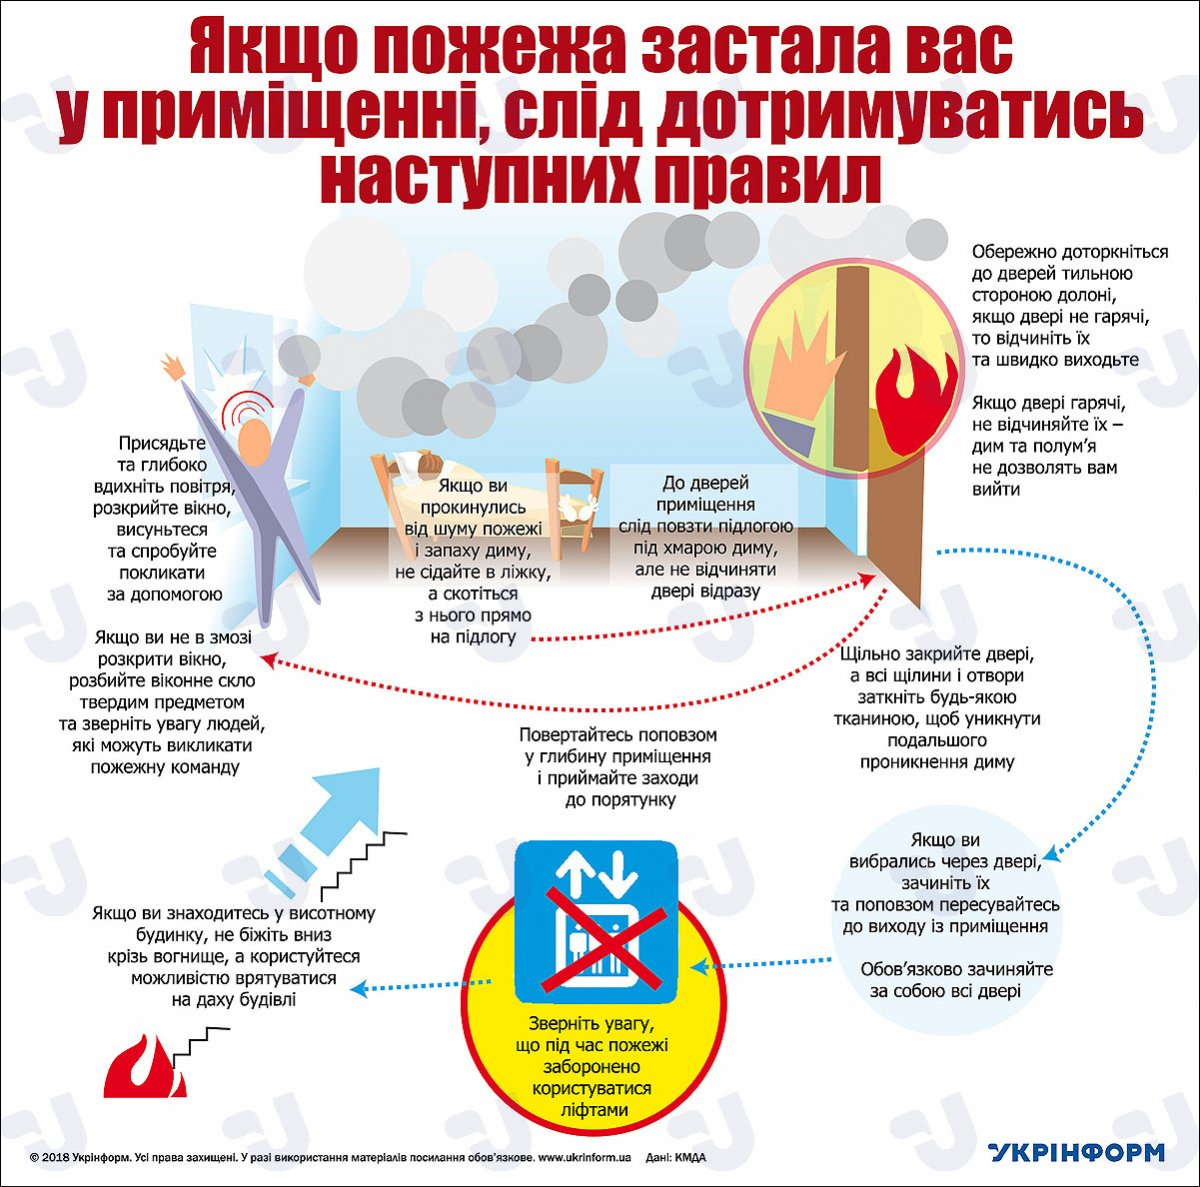 Якщо пожежа застала вас
у приміщенні, слід дотримуватись
наступних правил
Обережно доторкніться
до дверей тильною
стороною долоні,
якщо двері не гарячі,
то відчиніть їх
та швидко виходьте
Якщо двері гарячі,
не відчиняйте їх –
дим та полум’я
не дозволять вам
вийти
Присядьте
та глибоко
вдихніть повітря,
розкрийте вікно,
висуньтеся
та спробуйте
покликати
за допомогою
Якщо ви
прокинулись
від шуму пожежі
і запаху диму,
не сідайте в ліжку,
а скотіться
з нього прямо
на підлогу
До дверей
приміщення
слід повзти підлогою
під хмарою диму,
але не відчиняти
двері відразу
Якщо ви не в змозі
розкрити вікно,
розбийте віконне скло
твердим предметом
та зверніть увагу людей,
які можуть викликати
пожежну команду
Щільно закрийте двері,
а всі щілини і отвори
заткніть будь-якою
тканиною, щоб уникнути
подальшого
проникнення диму
Повертайтесь поповзом
у глибину приміщення
і приймайте заходи
до порятунку
Якщо ви
вибрались через двері,
зачиніть їх
та поповзом пересувайтесь
до виходу із приміщення
Обов’язково зачиняйте
за собою всі двері
Якщо ви знаходитесь у висотному
будинку, не біжіть вниз
крізь вогнище, а користуйтеся
можливістю врятуватися
на даху будівлі
Зверніть увагу,
що під час пожежі
заборонено
користуватися
ліфтами
© 2018 Укрінформ. Усі права захищені. У разі використання матеріалів посилання обов’язкове. www.ukrinform.ua Дані: КМДА
УКРІНФОРМ